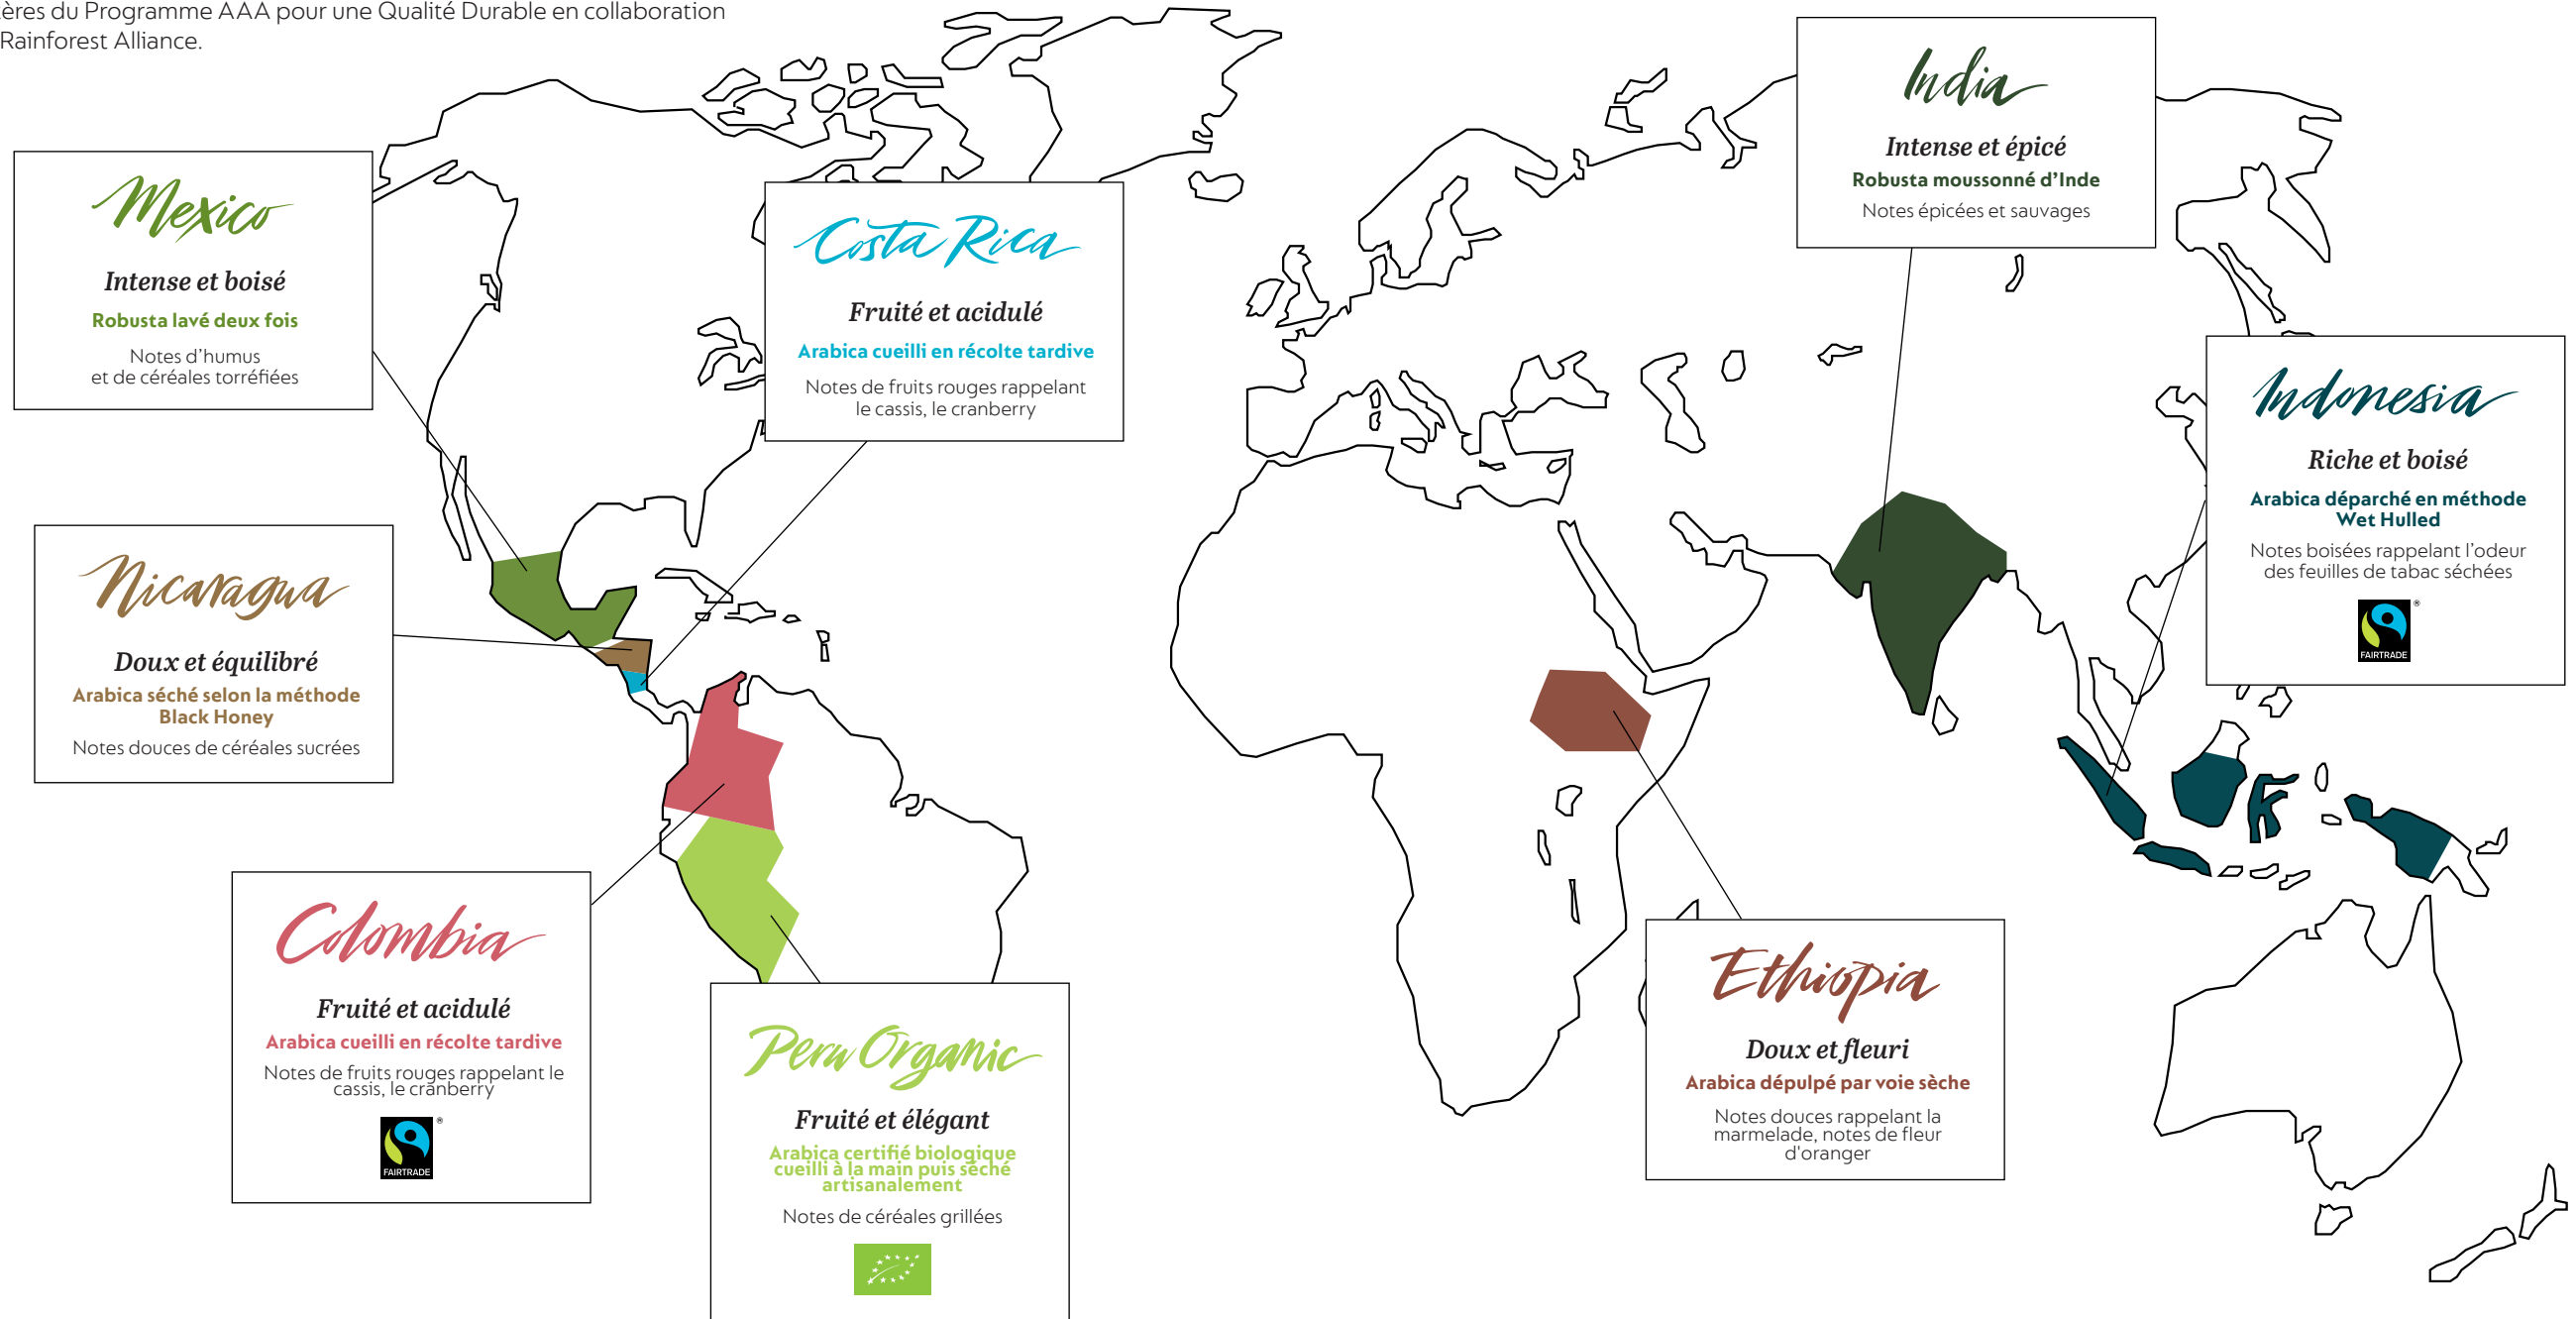 ères du Programme AAA pour une Qualité Durable en collaboration
Rainforest Alliance.
Mexico
Intense et boisé
Robusta lavé deux fois
Notes d'humus
et de céréales torréfiées
Costa Rica
Fruité et acidulé
Arabica cueilli en récolte tardive
Notes de fruits rouges rappelant
le cassis, le cranberry
India
Intense et épicé
Robusta moussonné d'Inde
Notes épicées et sauvages
Indonesia
Riche et boisé
Arabica déparché en méthode
Wet Hulled
Notes boisées rappelant l'odeur
des feuilles de tabac séchées
FAIRTRADE ®
Nicaragua
Doux et équilibré
Arabica séché selon la méthode
Black Honey
Notes douces de céréales sucrées
Colombia
Fruité et acidulé
Arabica cueilli en récolte tardive
Notes de fruits rouges rappelant le
cassis, le cranberry
FAIRTRADE ®
Peru Organic
Fruité et élégant
Arabica certifié biologique
cueilli à la main puis séché
artisanalement
Notes de céréales grillées
Ethiopia
Doux et fleuri
Arabica dépulpé par voie sèche
Notes douces rappelant la
marmelade, notes de fleur
d'oranger